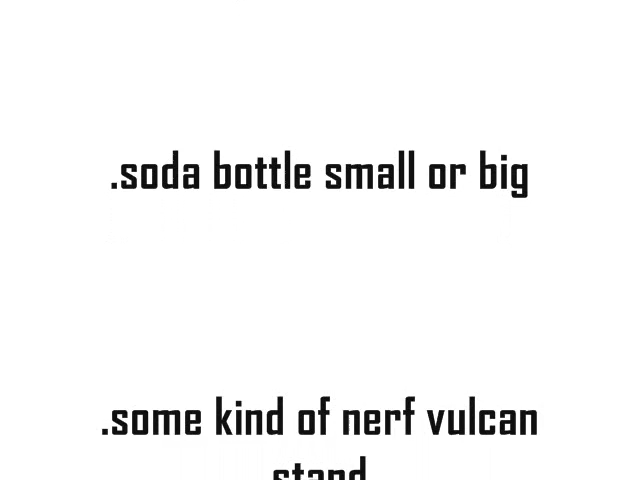 .soda bottle small or big
.some kind of nerf vulcan
stand